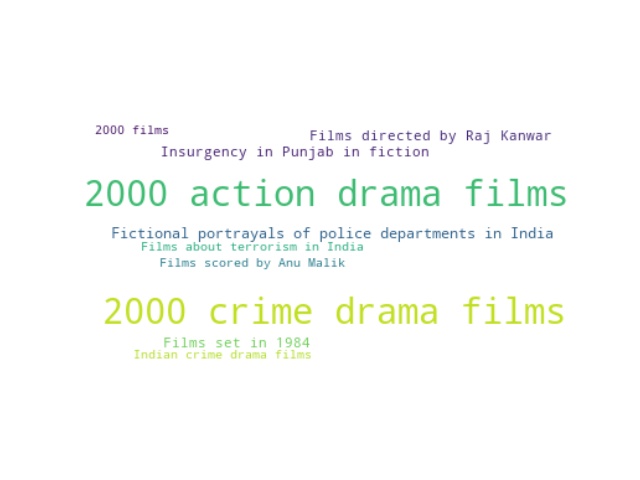 2000 films
Films directed by Raj Kanwar
Insurgency in Punjab in fiction
2000 action drama films
Fictional portrayals of police departments in India
Films about terrorism in India
Films scored by Anu Malik
2000 crime drama films
Films set in 1984
Indian crime drama films